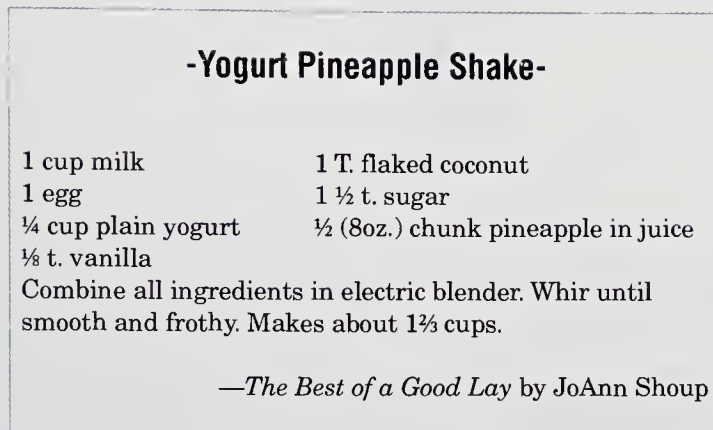 -Yogurt Pineapple Shake-
1 cup milk
1 egg
¼ cup plain yogurt
⅛ t. vanilla
1 T. flaked coconut
1 ½ t. sugar
½ (8oz.) chunk pineapple in juice
Combine all ingredients in electric blender. Whir until
smooth and frothy. Makes about 1⅔ cups.
—The Best of a Good Lay by JoAnn Shoup